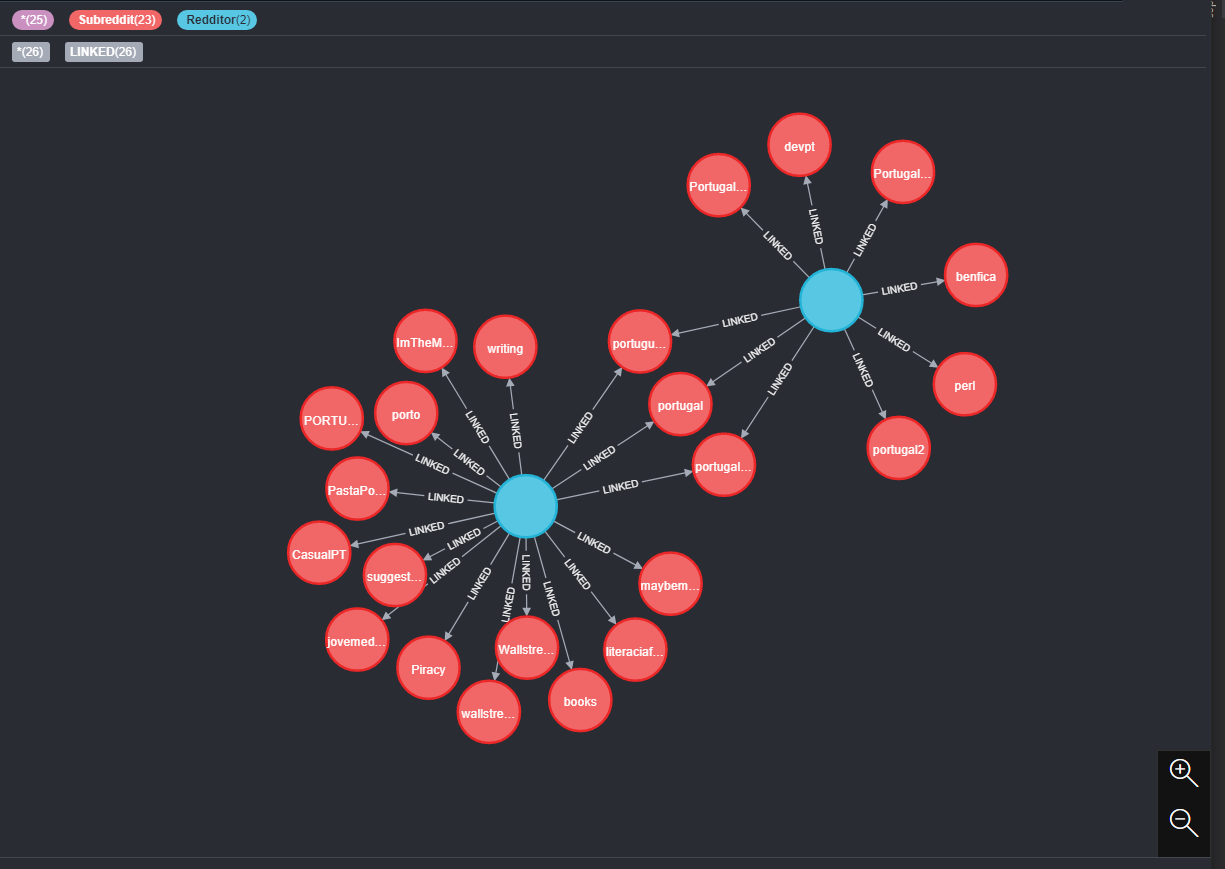 *(25) Subreddit(23) Redditor(2)
*(26) LINKED(26)
devpt
Portugal...
Portugal...
LINKED
LINKED
LINKED
benfica
LINKED
LINKED
LINKED
LINKED
LINKED
LINKED
perl
portugal2
portugu...
portugal
portugal...
ImTheM...
writing
PORTU...
porto
LINKED
LINKED
LINKED
LINKED
LINKED
LINKED
LINKED
PastaPo...
LINKED
CasualPT
LINKED
LINKED
suggest...
LINKED
LINKED
LINKED
LINKED
LINKED
LINKED
LINKED
maybem...
jovemed...
Piracy
Wallstre...
literaciaf...
wallstre...
books